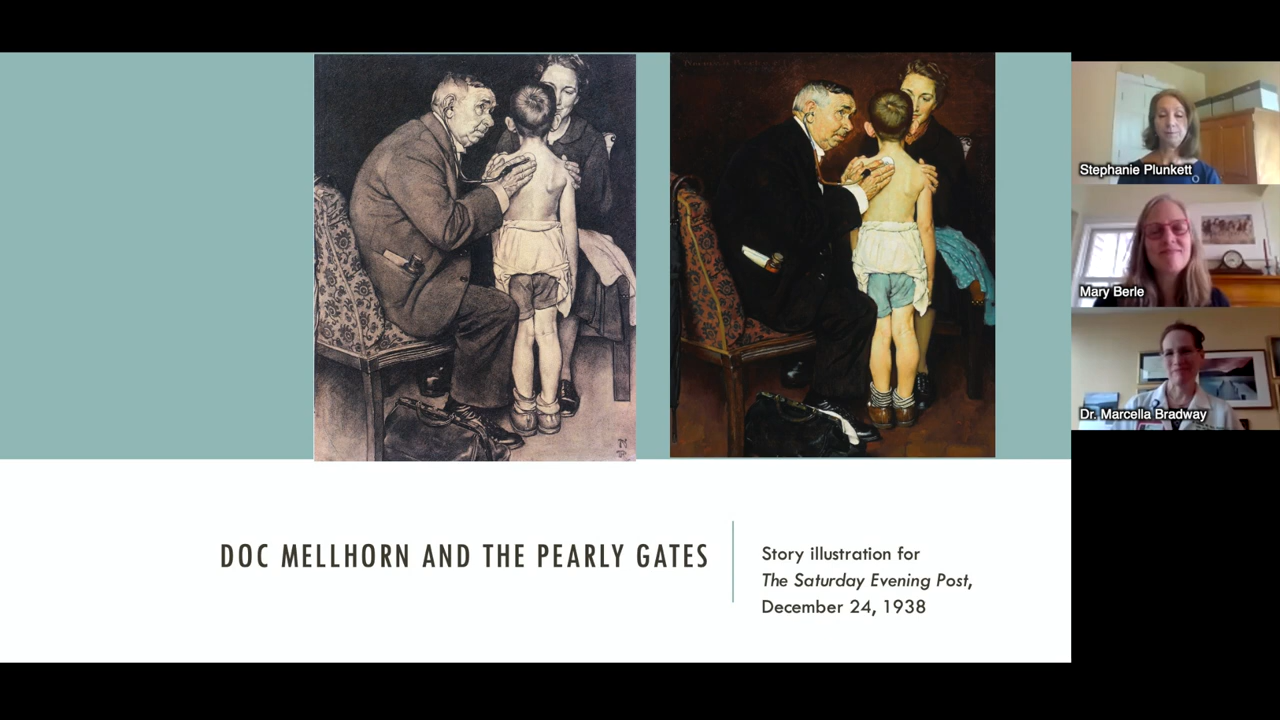 DOC MELLHORN AND THE PEARLY GATES
Story illustration for
The Saturday Evening Post,
December 24, 1938
Stephanie Plunkett
Mary Berle
Dr. Marcella Bradway